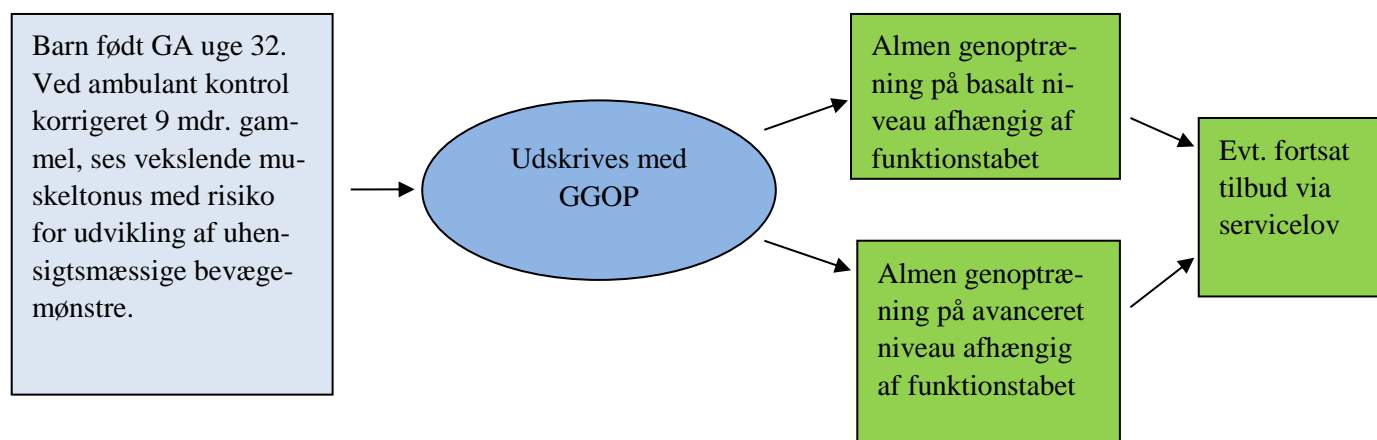 Barn født GA uge 32.
Ved ambulant kontrol
korrigeret 9 mdr. gam-
mel, ses vekslende mu-
skeltonus med risiko
for udvikling af uhen-
sigtsmæssige bevæge-
mønstre.
Udskrives med
GGOP
Almen genoptræ-
ning på basalt ni-
veau afhængig af
funktionstabet
Almen genoptræ-
ning på avanceret
niveau afhængig
af funktionstabet
Evt. fortsat
tilbud via
servicelov